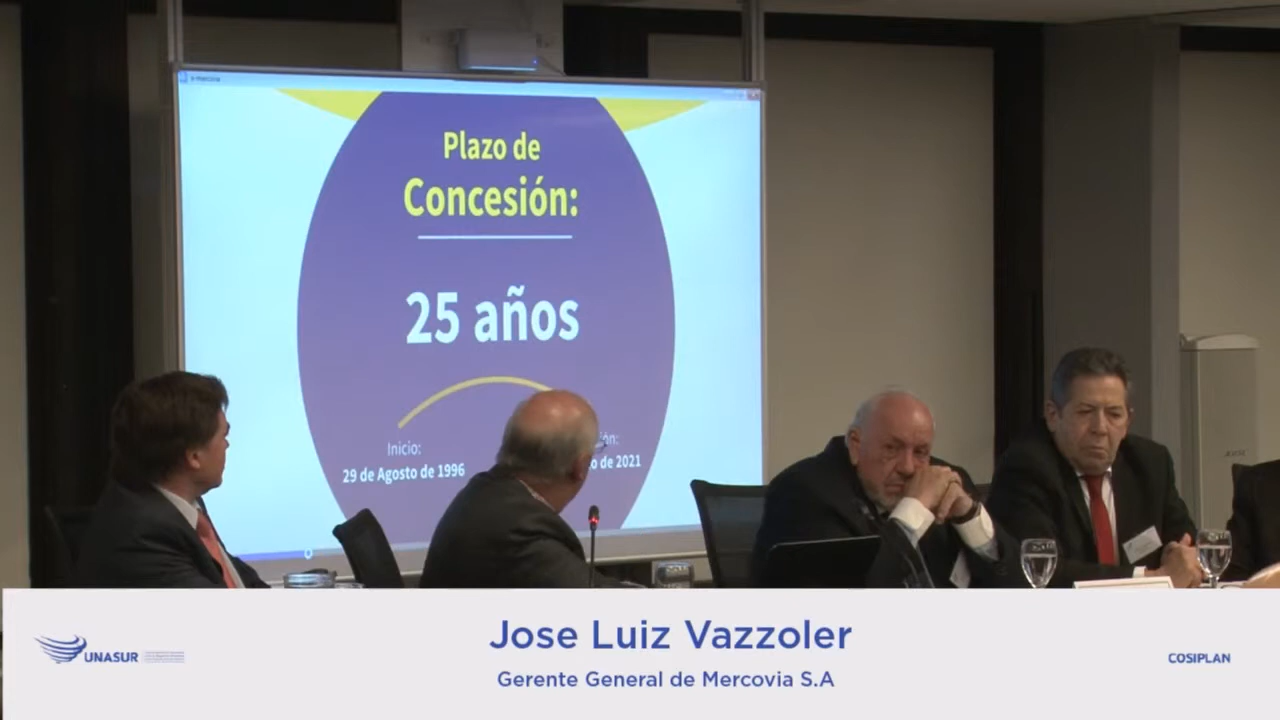 Plazo de
Concesión:
25 años
Inicio:
29 de Agosto de 1996
de 2021
Jose Luiz Vazzoler
Gerente General de Mercovia S.A
UNASUR
COSIPLAN